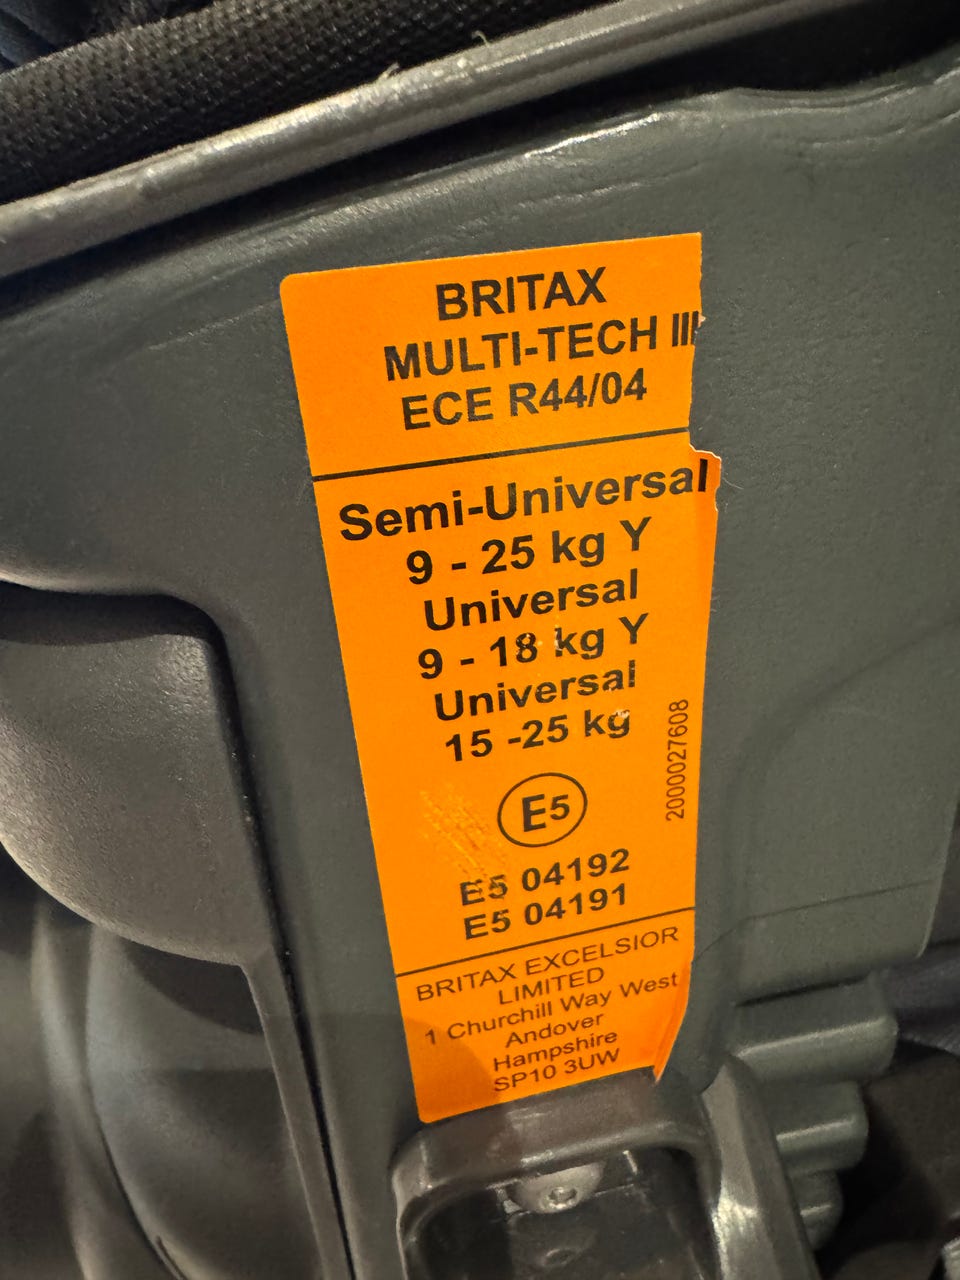 BRITAX
MULTI-TECH III
ECE R44/04
Semi-Universal
9 - 25 kg Y
Universal
9 - 18 kg Y
Universal
15 -25 kg
E5
2000027608
E5 04192
E5 04191
BRITAX EXCELSIOR
LIMITED
1 Churchill Way West
Andover
Hampshire
SP10 3UW